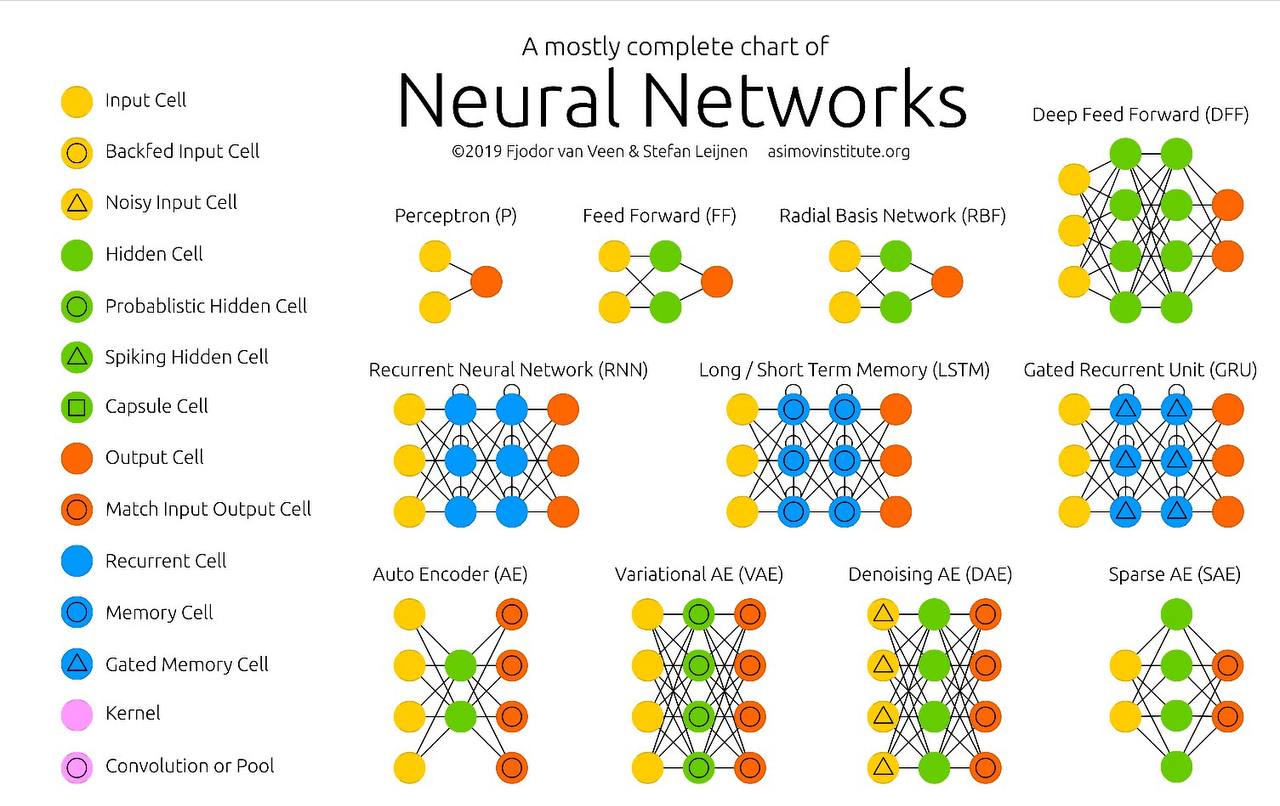 A mostly complete chart of
Neural Networks
©2019 Fjodor van Veen & Stefan Leijnen asimovinstitute.org
Input Cell
Backfed Input Cell
Noisy Input Cell
Hidden Cell
Probablistic Hidden Cell
Spiking Hidden Cell
Capsule Cell
Output Cell
Match Input Output Cell
Recurrent Cell
Memory Cell
Gated Memory Cell
Kernel
Convolution or Pool
Deep Feed Forward (DFF)
Perceptron (P)
Feed Forward (FF)
Radial Basis Network (RBF)
Recurrent Neural Network (RNN)
Long / Short Term Memory (LSTM)
Gated Recurrent Unit (GRU)
Auto Encoder (AE)
Variational AE (VAE)
Denoising AE (DAE)
Sparse AE (SAE)